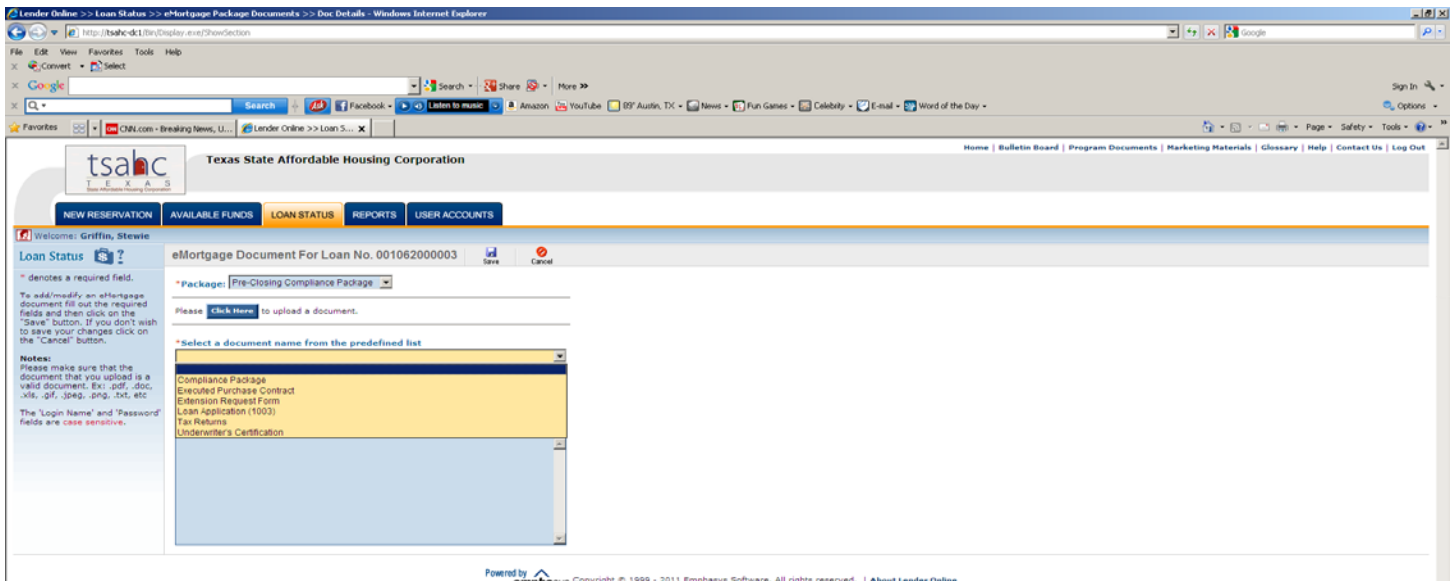 Lender Online >> Loan Status >> eMortgage Package Documents >> Doc Details - Windows Internet Explorer
http://tsahc-dc1/Bin/Display.exe/ShowSection
Google
File Edit View Favorites Tools Help
Convert Select
Google Search Share More >> Sign In
Search Facebook Listen to music Amazon YouTube 89° Austin, TX News Fun Games Celebrity E-mail Word of the Day Options
Favorites CNN.com - Breaking News, U... Lender Online >> Loan S... Page Safety Tools
Home | Bulletin Board | Program Documents | Marketing Materials | Glossary | Help | Contact Us | Log Out
tsahc
TEXAS
State Affordable Housing Corporation
Texas State Affordable Housing Corporation
NEW RESERVATION AVAILABLE FUNDS LOAN STATUS REPORTS USER ACCOUNTS
Welcome: Griffin, Stewie
Loan Status ?
* denotes a required field.
To add/modify an eMortgage
document fill out the required
fields and then click on the
"Save" button. If you don't wish
to save your changes click on
the "Cancel" button.
Notes:
Please make sure that the
document that you upload is a
valid document. Ex: .pdf, .doc,
.xls, .gif, .jpeg, .png, .txt, etc
The 'Login Name' and 'Password'
fields are case sensitive.
eMortgage Document For Loan No. 001062000003
Save Cancel
*Package: Pre-Closing Compliance Package
Please Click Here to upload a document.
*Select a document name from the predefined list
Compliance Package
Executed Purchase Contract
Extension Request Form
Loan Application (1003)
Tax Returns
Underwriter's Certification
Powered by
Copyright © 1999 - 2011 Emphasys Software. All rights reserved. | About Lender Online